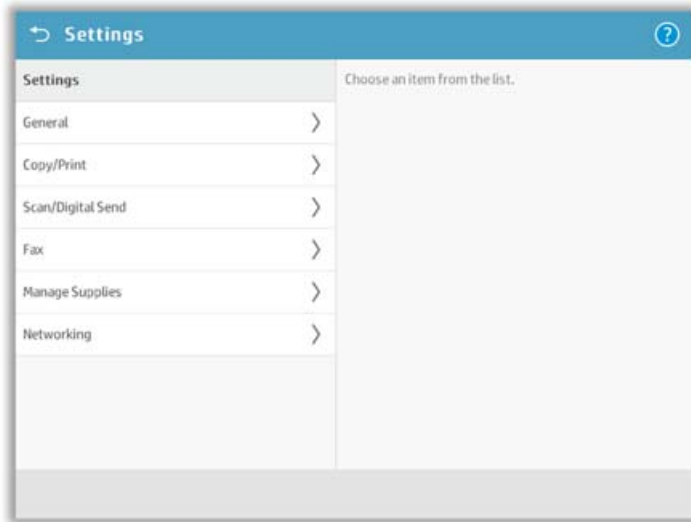 Settings
?
Settings
Choose an item from the list.
General
Copy/Print
Scan/Digital Send
Fax
Manage Supplies
Networking